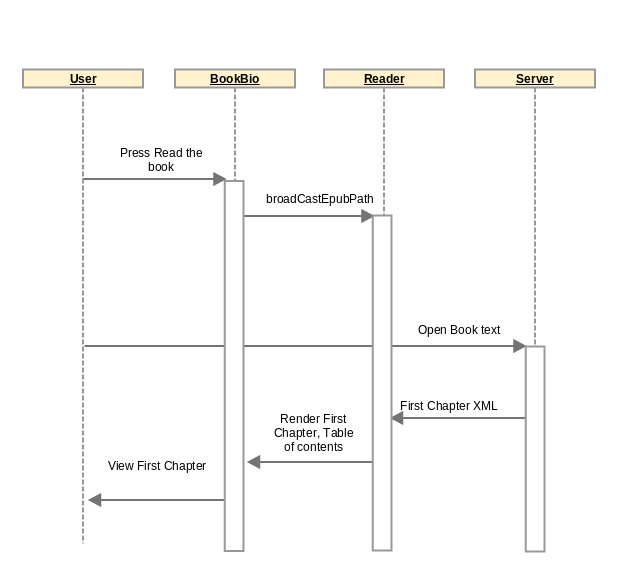 User
BookBio
Reader
Server
Press Read the
book
broadCastEpubPath
Open Book text
First Chapter XML
Render First
Chapter, Table
of contents
View First Chapter